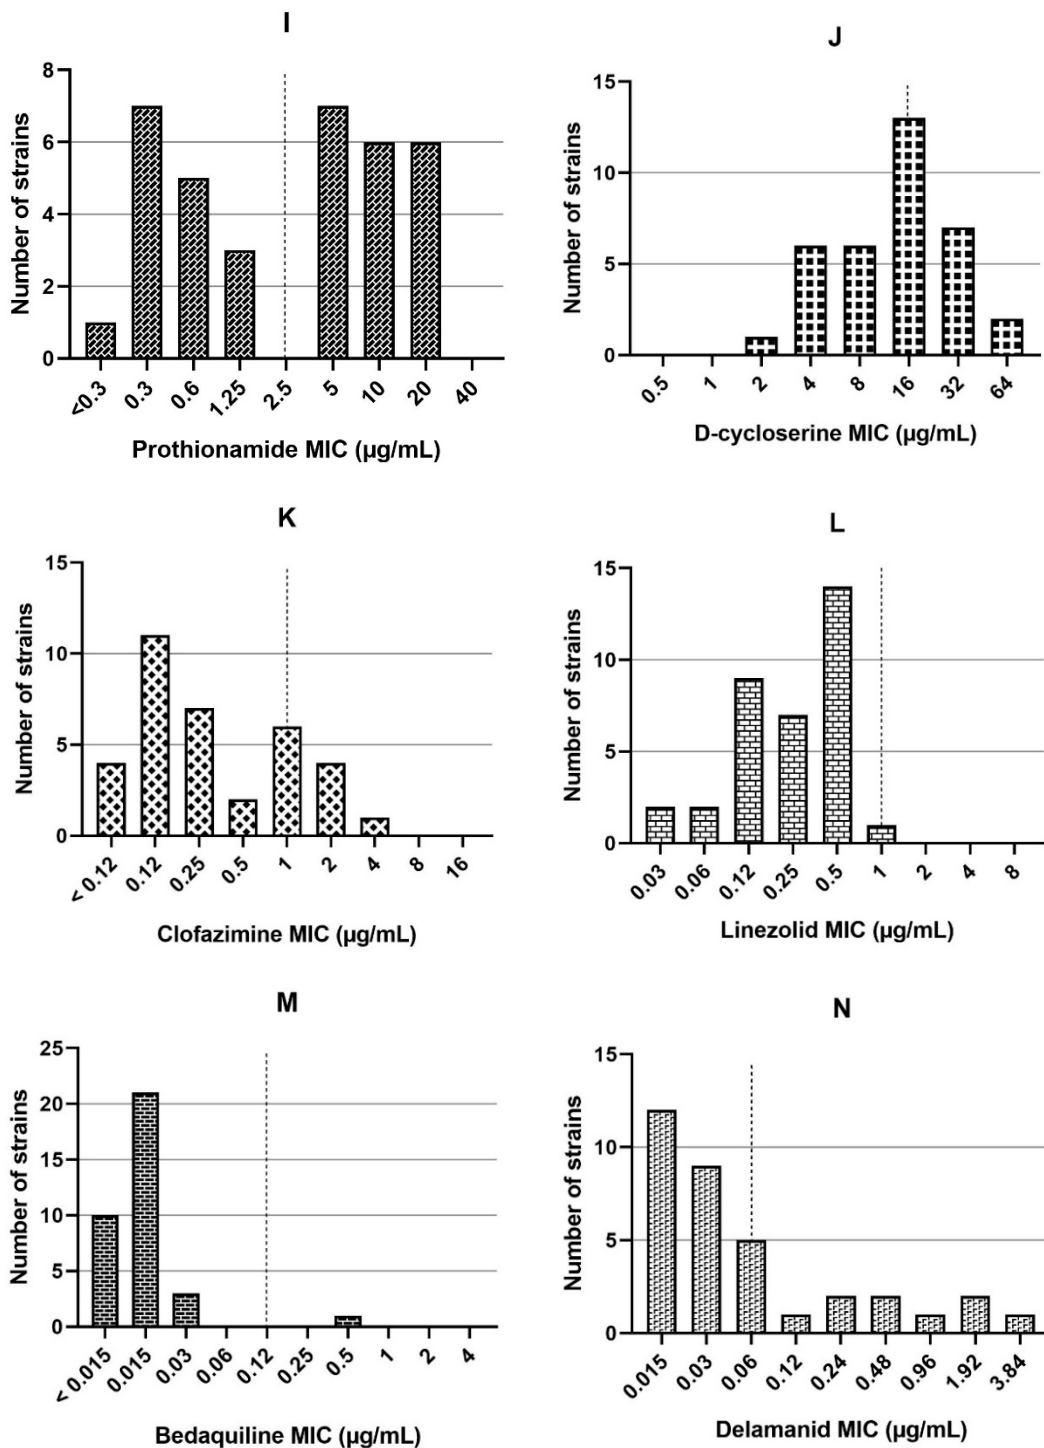 I
Number of strains
8
6
4
2
0
<0.3 0.3 0.6 1.25 2.5 5 10 20 40
Prothionamide MIC (µg/mL)
J
Number of strains
15
10
5
0
0.5 1 2 4 8 16 32 64
D-cycloserine MIC (µg/mL)
K
Number of strains
15
10
5
0
< 0.12 0.12 0.25 0.5 1 2 4 8 16
Clofazimine MIC (µg/mL)
L
Number of strains
15
10
5
0
0.03 0.06 0.12 0.25 0.5 1 2 4 8
Linezolid MIC (µg/mL)
M
Number of strains
25
20
15
10
5
0
< 0.015 0.015 0.03 0.06 0.12 0.25 0.5 1 2 4
Bedaquiline MIC (µg/mL)
N
Number of strains
15
10
5
0
0.015 0.03 0.06 0.12 0.24 0.48 0.96 1.92 3.84
Delamanid MIC (µg/mL)